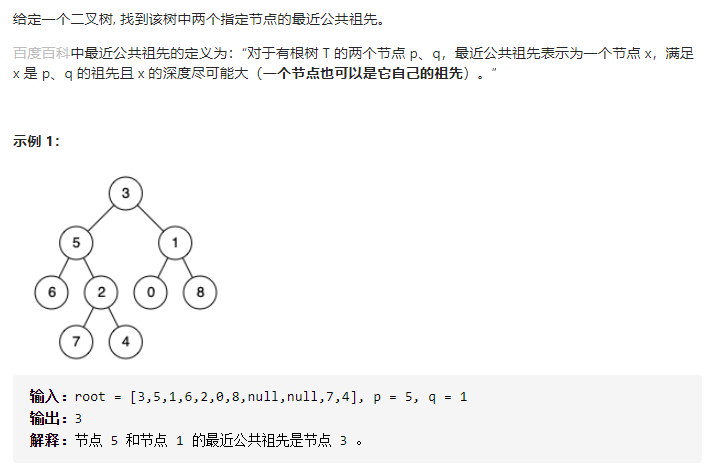 给定一个二叉树, 找到该树中两个指定节点的最近公共祖先。
百度百科中最近公共祖先的定义为：“对于有根树 T 的两个节点 p、q，最近公共祖先表示为一个节点 x，满足
x 是 p、q 的祖先且 x 的深度尽可能大（一个节点也可以是它自己的祖先）。”
示例 1：
3
5 1
6 2 0 8
7 4
输入：root = [3,5,1,6,2,0,8,null,null,7,4], p = 5, q = 1
输出：3
解释：节点 5 和节点 1 的最近公共祖先是节点 3 。